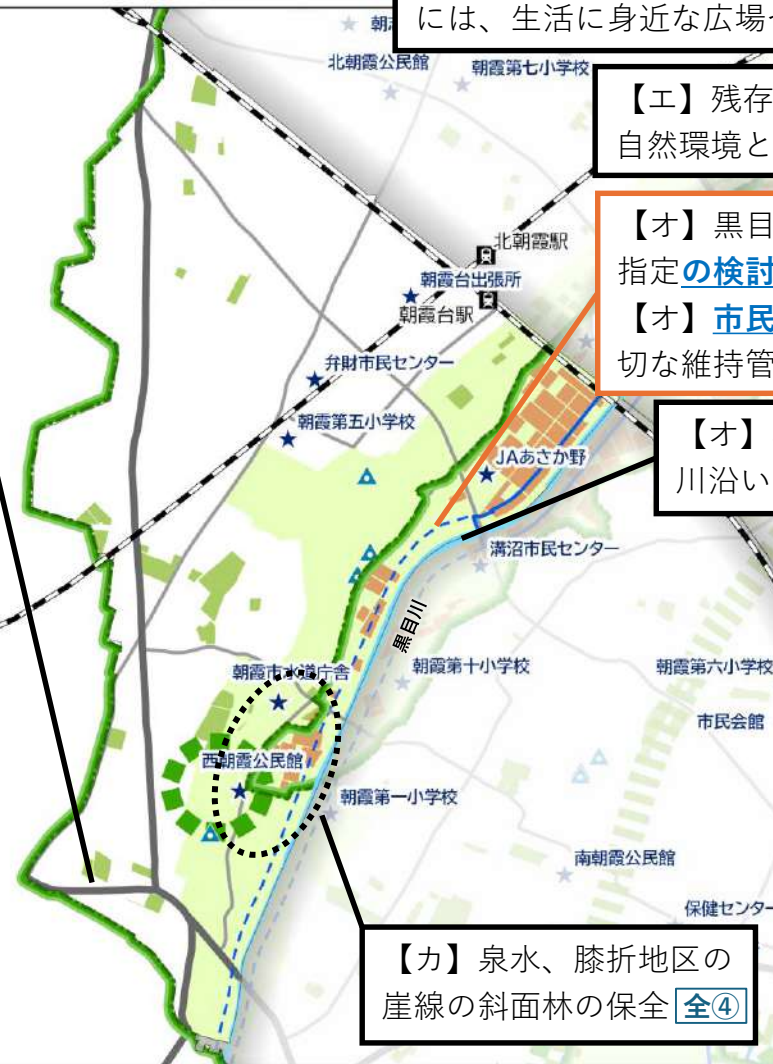 には、生活に身近な広場
朝志
北朝霞公民館
朝霞第七小学校
【エ】残存
自然環境と
【オ】黒目
指定の検討
【オ】市民
切な維持管
北朝霞駅
朝霞台出張所
朝霞台駅
弁財市民センター
朝霞第五小学校
JAあさか野
【オ】
川沿い
溝沼市民センター
黒目川
朝霞市水道庁舎
朝霞第十小学校
朝霞第六小学校
市民会館
西朝霞公民館
朝霞第一小学校
南朝霞公民館
保健センター
【カ】泉水、膝折地区の
崖線の斜面林の保全 全④